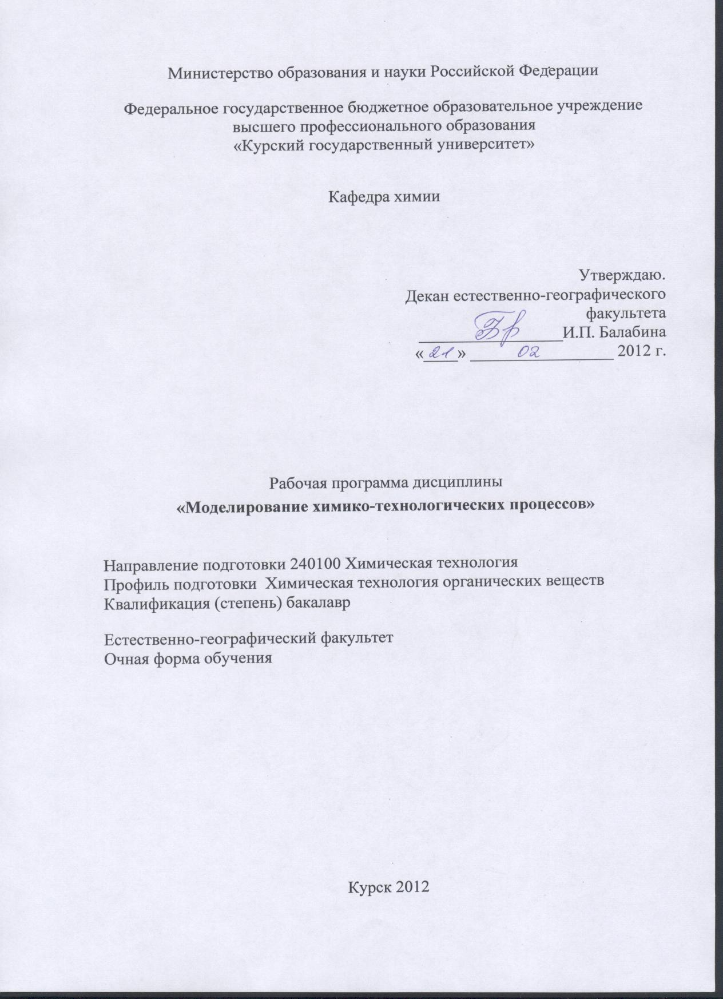 Министерство образования и науки Российской Федерации
Федеральное государственное бюджетное образовательное учреждение
высшего профессионального образования
«Курский государственный университет»
Кафедра химии
Утверждаю.
Декан естественно-географического
факультета
И.П. Балабина
«21» 02 2012 г.
Рабочая программа дисциплины
«Моделирование химико-технологических процессов»
Направление подготовки 240100 Химическая технология
Профиль подготовки Химическая технология органических веществ
Квалификация (степень) бакалавр
Естественно-географический факультет
Очная форма обучения
Курск 2012